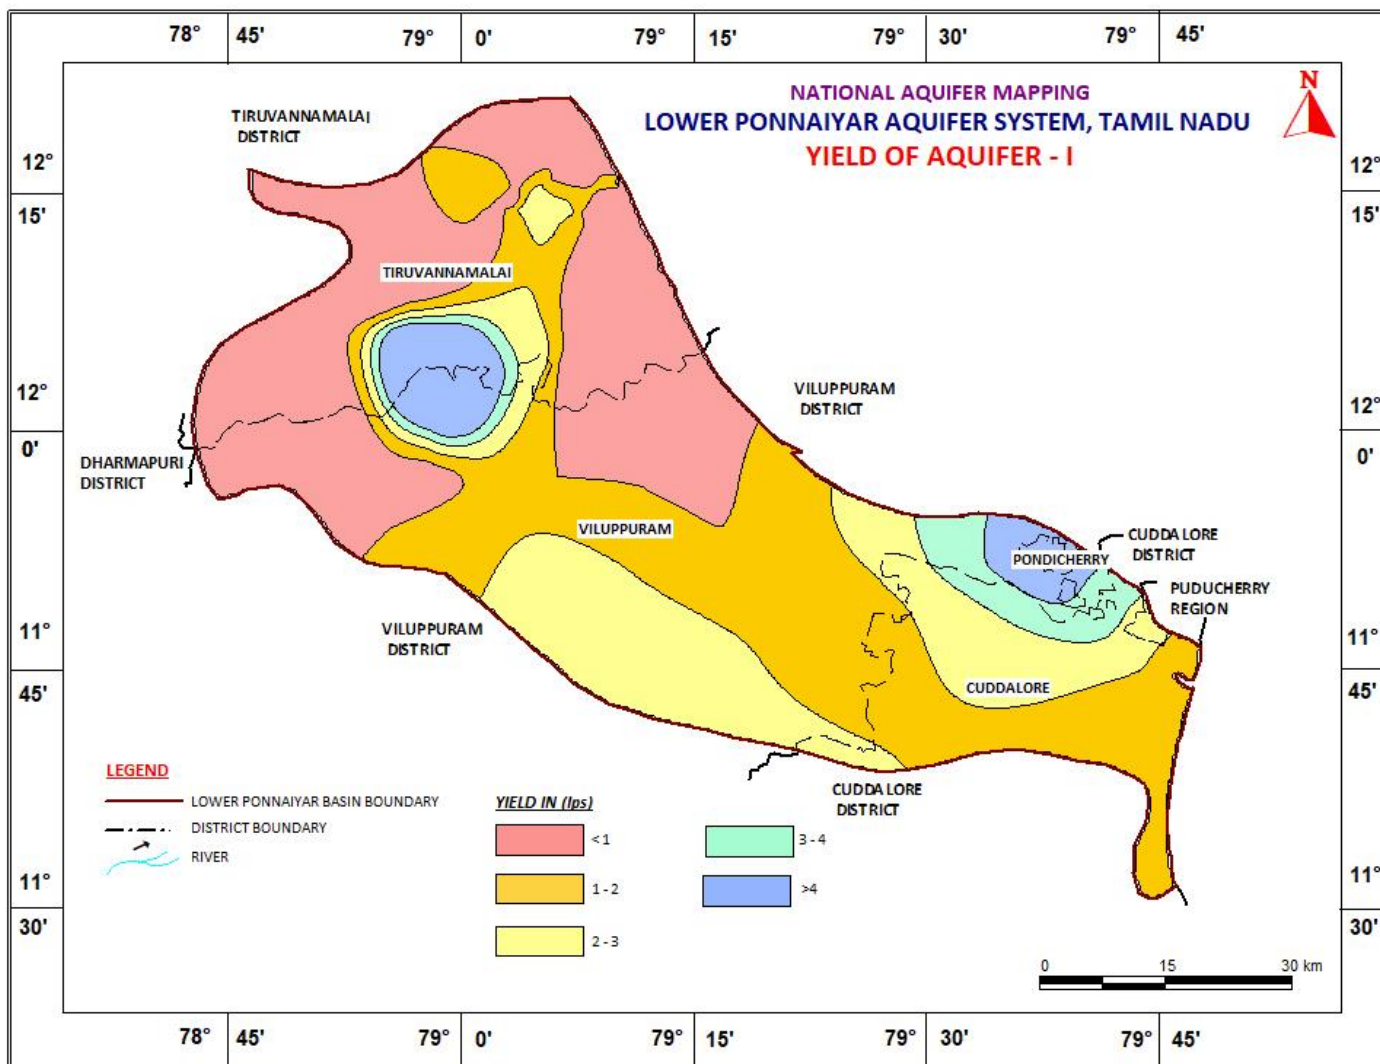 78° 45' 79° 0' 79° 15' 79° 30' 79° 45'
NATIONAL AQUIFER MAPPING
LOWER PONNAIYAR AQUIFER SYSTEM, TAMIL NADU
YIELD OF AQUIFER - I
N
TIRUVANNAMALAI
DISTRICT
12°
15'
12°
15'
TIRUVANNAMALAI
12°
0'
12°
0'
VILUPPURAM
DISTRICT
DHARMAPURI
DISTRICT
VILUPPURAM
PONDICHERRY
CUDDALORE
DISTRICT
PUDUCHERRY
REGION
VILUPPURAM
DISTRICT
11°
45'
11°
45'
CUDDALORE
CUDDALORE
DISTRICT
LEGEND
LOWER PONNAIYAR BASIN BOUNDARY
DISTRICT BOUNDARY
RIVER
YIELD IN (lps)
<1
1 - 2
2 - 3
3 - 4
>4
11°
30'
11°
30'
0 15 30 km
78° 45' 79° 0' 79° 15' 79° 30' 79° 45'